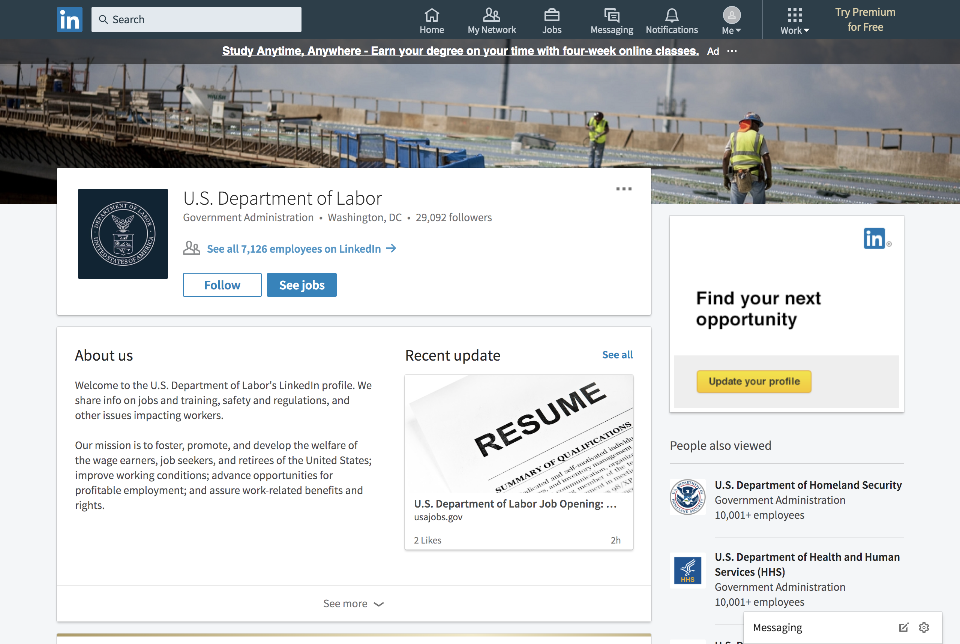 in
Search
Home
My Network
Jobs
Messaging
Notifications
Me
Work
Try Premium
for Free
Study Anytime, Anywhere - Earn your degree on your time with four-week online classes. Ad ···
U.S. Department of Labor
Government Administration • Washington, DC • 29,092 followers
See all 7,126 employees on LinkedIn →
Follow
See jobs
DEPARTMENT OF LABOR
UNITED STATES OF AMERICA
About us
Welcome to the U.S. Department of Labor's LinkedIn profile. We
share info on jobs and training, safety and regulations, and
other issues impacting workers.
Our mission is to foster, promote, and develop the welfare of
the wage earners, job seekers, and retirees of the United States;
improve working conditions; advance opportunities for
profitable employment; and assure work-related benefits and
rights.
Recent update
See all
RESUME
SUMMARY OF QUALIFICATIONS
U.S. Department of Labor Job Opening: ...
usajobs.gov
2 Likes
2h
See more
in
Find your next
opportunity
Update your profile
People also viewed
U.S. Department of Homeland Security
Government Administration
10,001+ employees
HHS
U.S. Department of Health and Human
Services (HHS)
Government Administration
10,001+ employees
Messaging